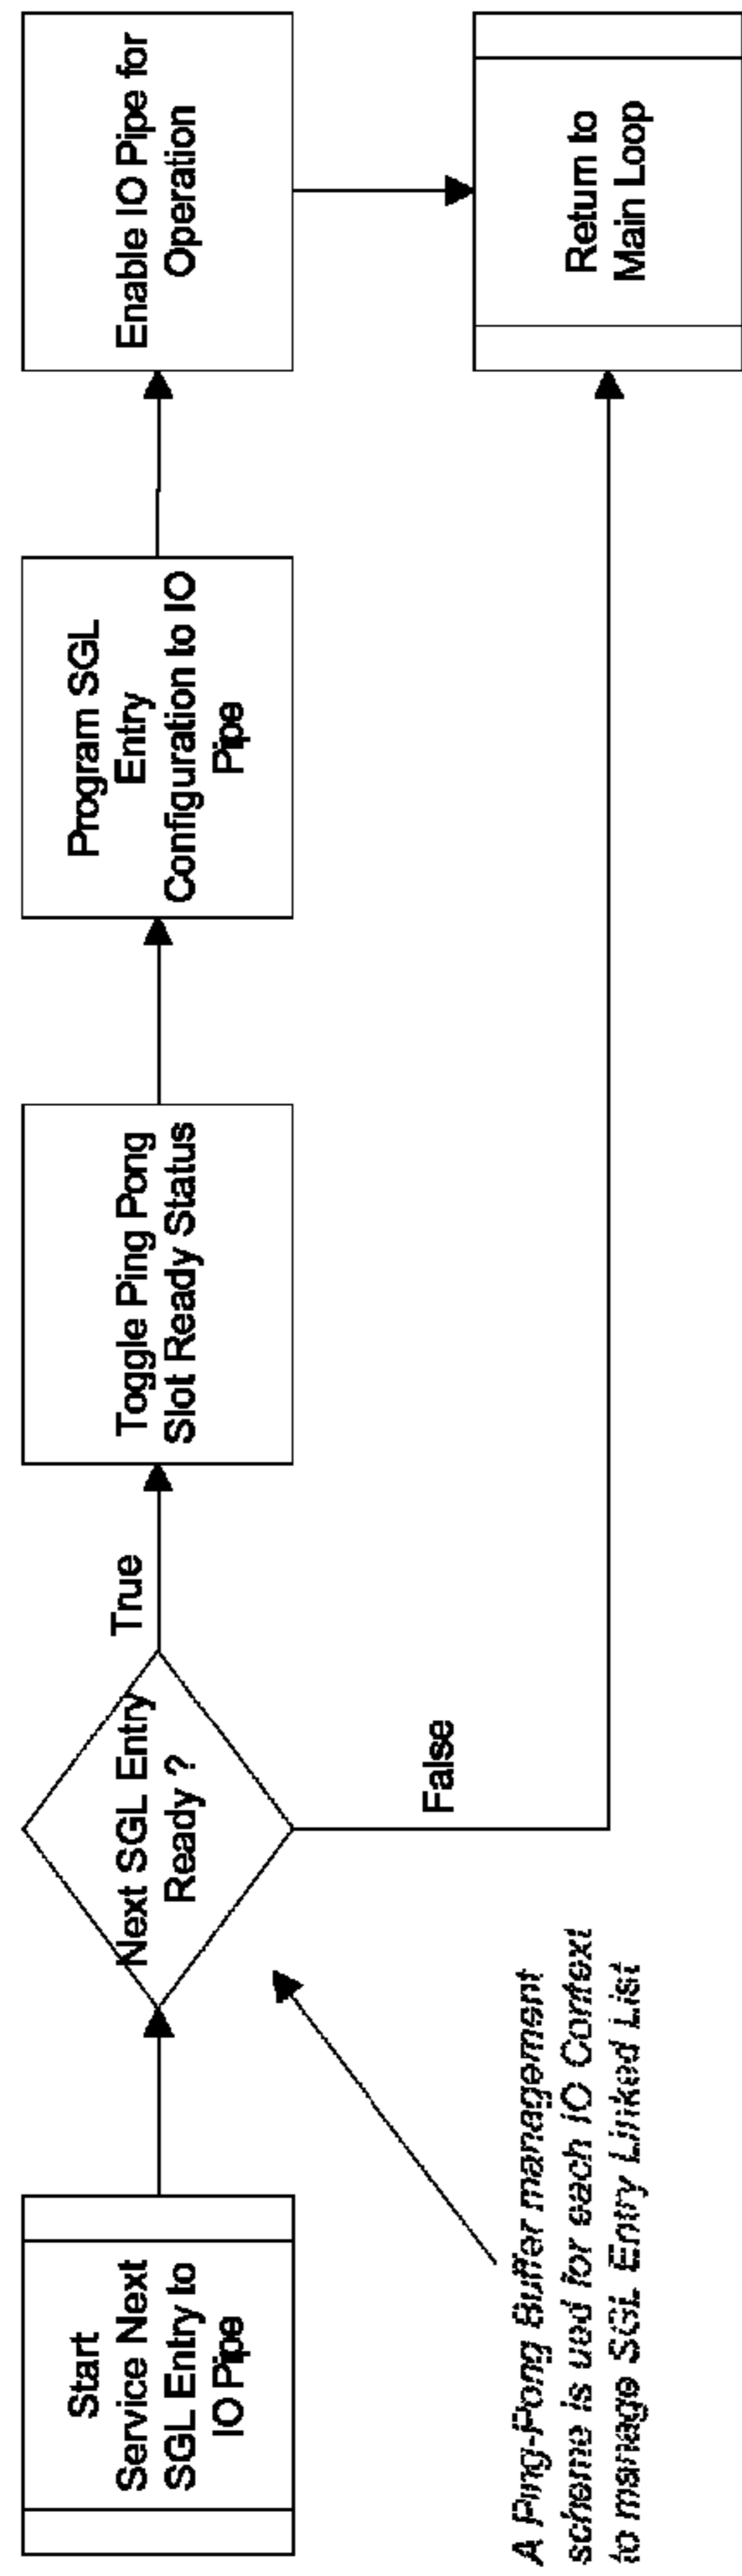 Start
Service Next
SGL Entry to
IO Pipe
Next SGL Entry
Ready ?
True
False
Toggle Ping Pong
Slot Ready Status
Program SGL
Entry
Configuration to IO
Pipe
Enable IO Pipe for
Operation
Return to
Main Loop
A Ping-Pong Buffer management
scheme is ued for each IO Context
to manage SGL Entry Linked List